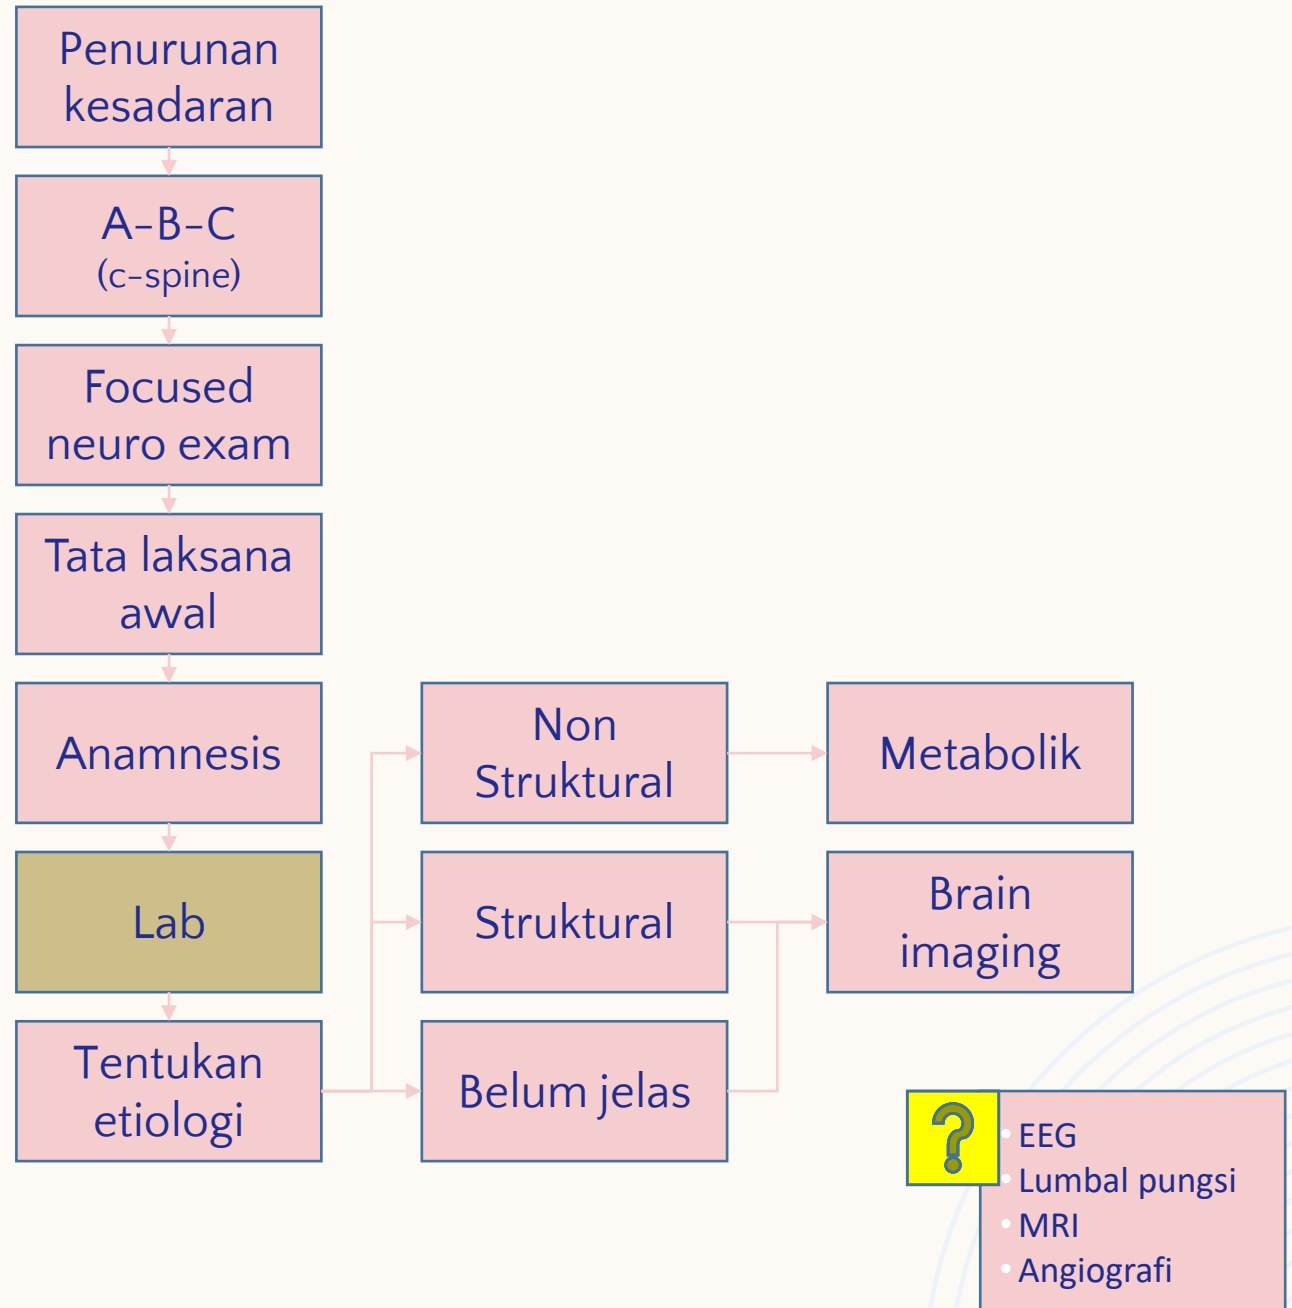 Penurunan
kesadaran
A-B-C
(c-spine)
Focused
neuro exam
Tata laksana
awal
Anamnesis
Non
Struktural
Metabolik
Lab
Struktural
Brain
imaging
Tentukan
etiologi
Belum jelas
?
• EEG
• Lumbal pungsi
• MRI
• Angiografi